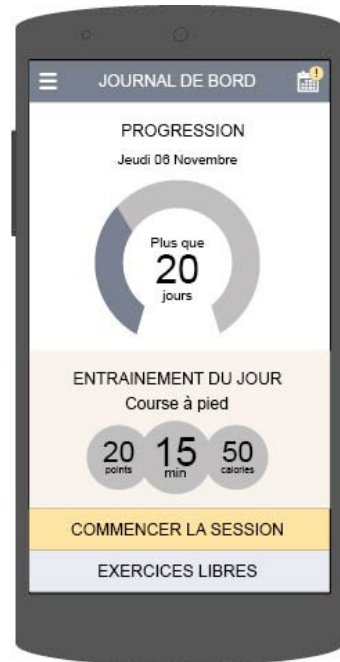 JOURNAL DE BORD
!
PROGRESSION
Jeudi 06 Novembre
Plus que
20
jours
ENTRAINEMENT DU JOUR
Course à pied
20 15 50
points min calories
COMMENCER LA SESSION
EXERCICES LIBRES